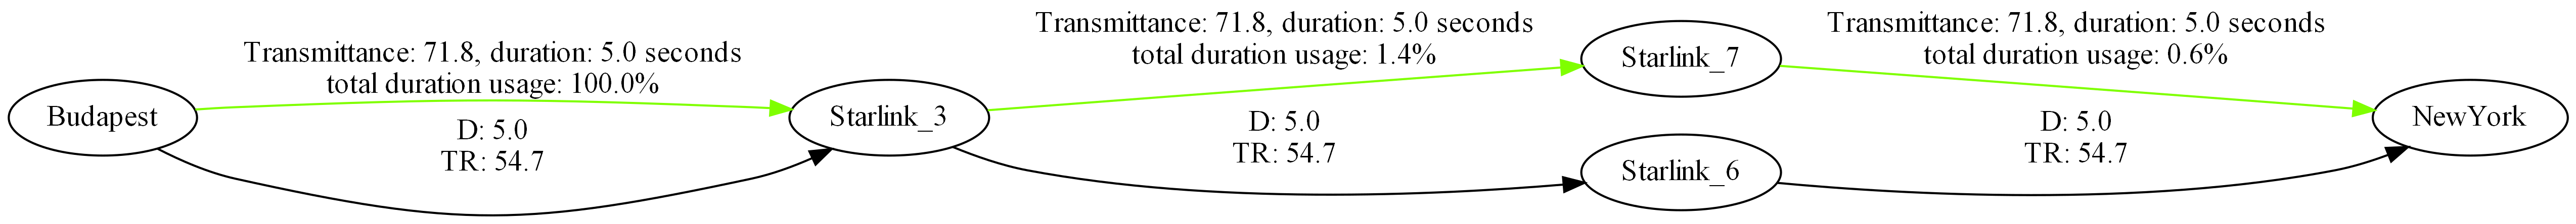 Transmittance: 71.8, duration: 5.0 seconds
total duration usage: 100.0%
Transmittance: 71.8, duration: 5.0 seconds
total duration usage: 1.4%
Transmittance: 71.8, duration: 5.0 seconds
total duration usage: 0.6%
Budapest
Starlink_3
Starlink_7
Starlink_6
NewYork
D: 5.0
TR: 54.7
D: 5.0
TR: 54.7
D: 5.0
TR: 54.7